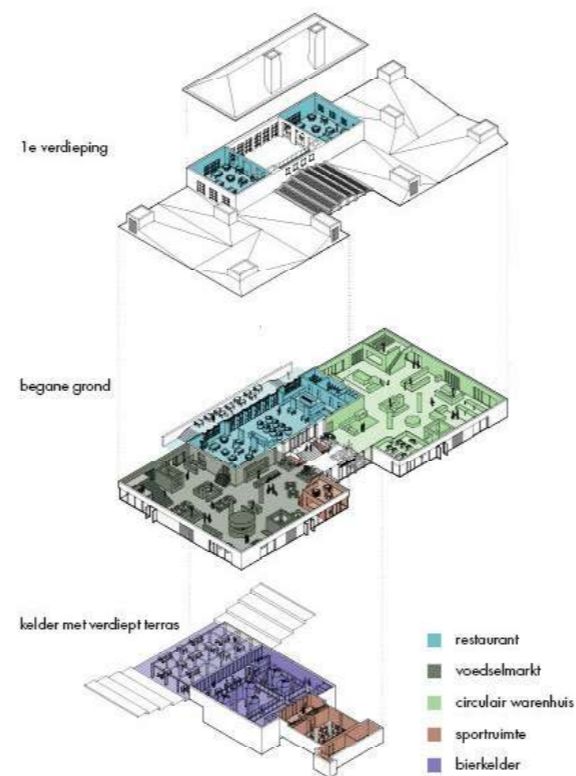 1e verdieping
begane grond
kelder met verdiept terras
restaurant
voedselmarkt
circulair warenhuis
sportruimte
bierkelder